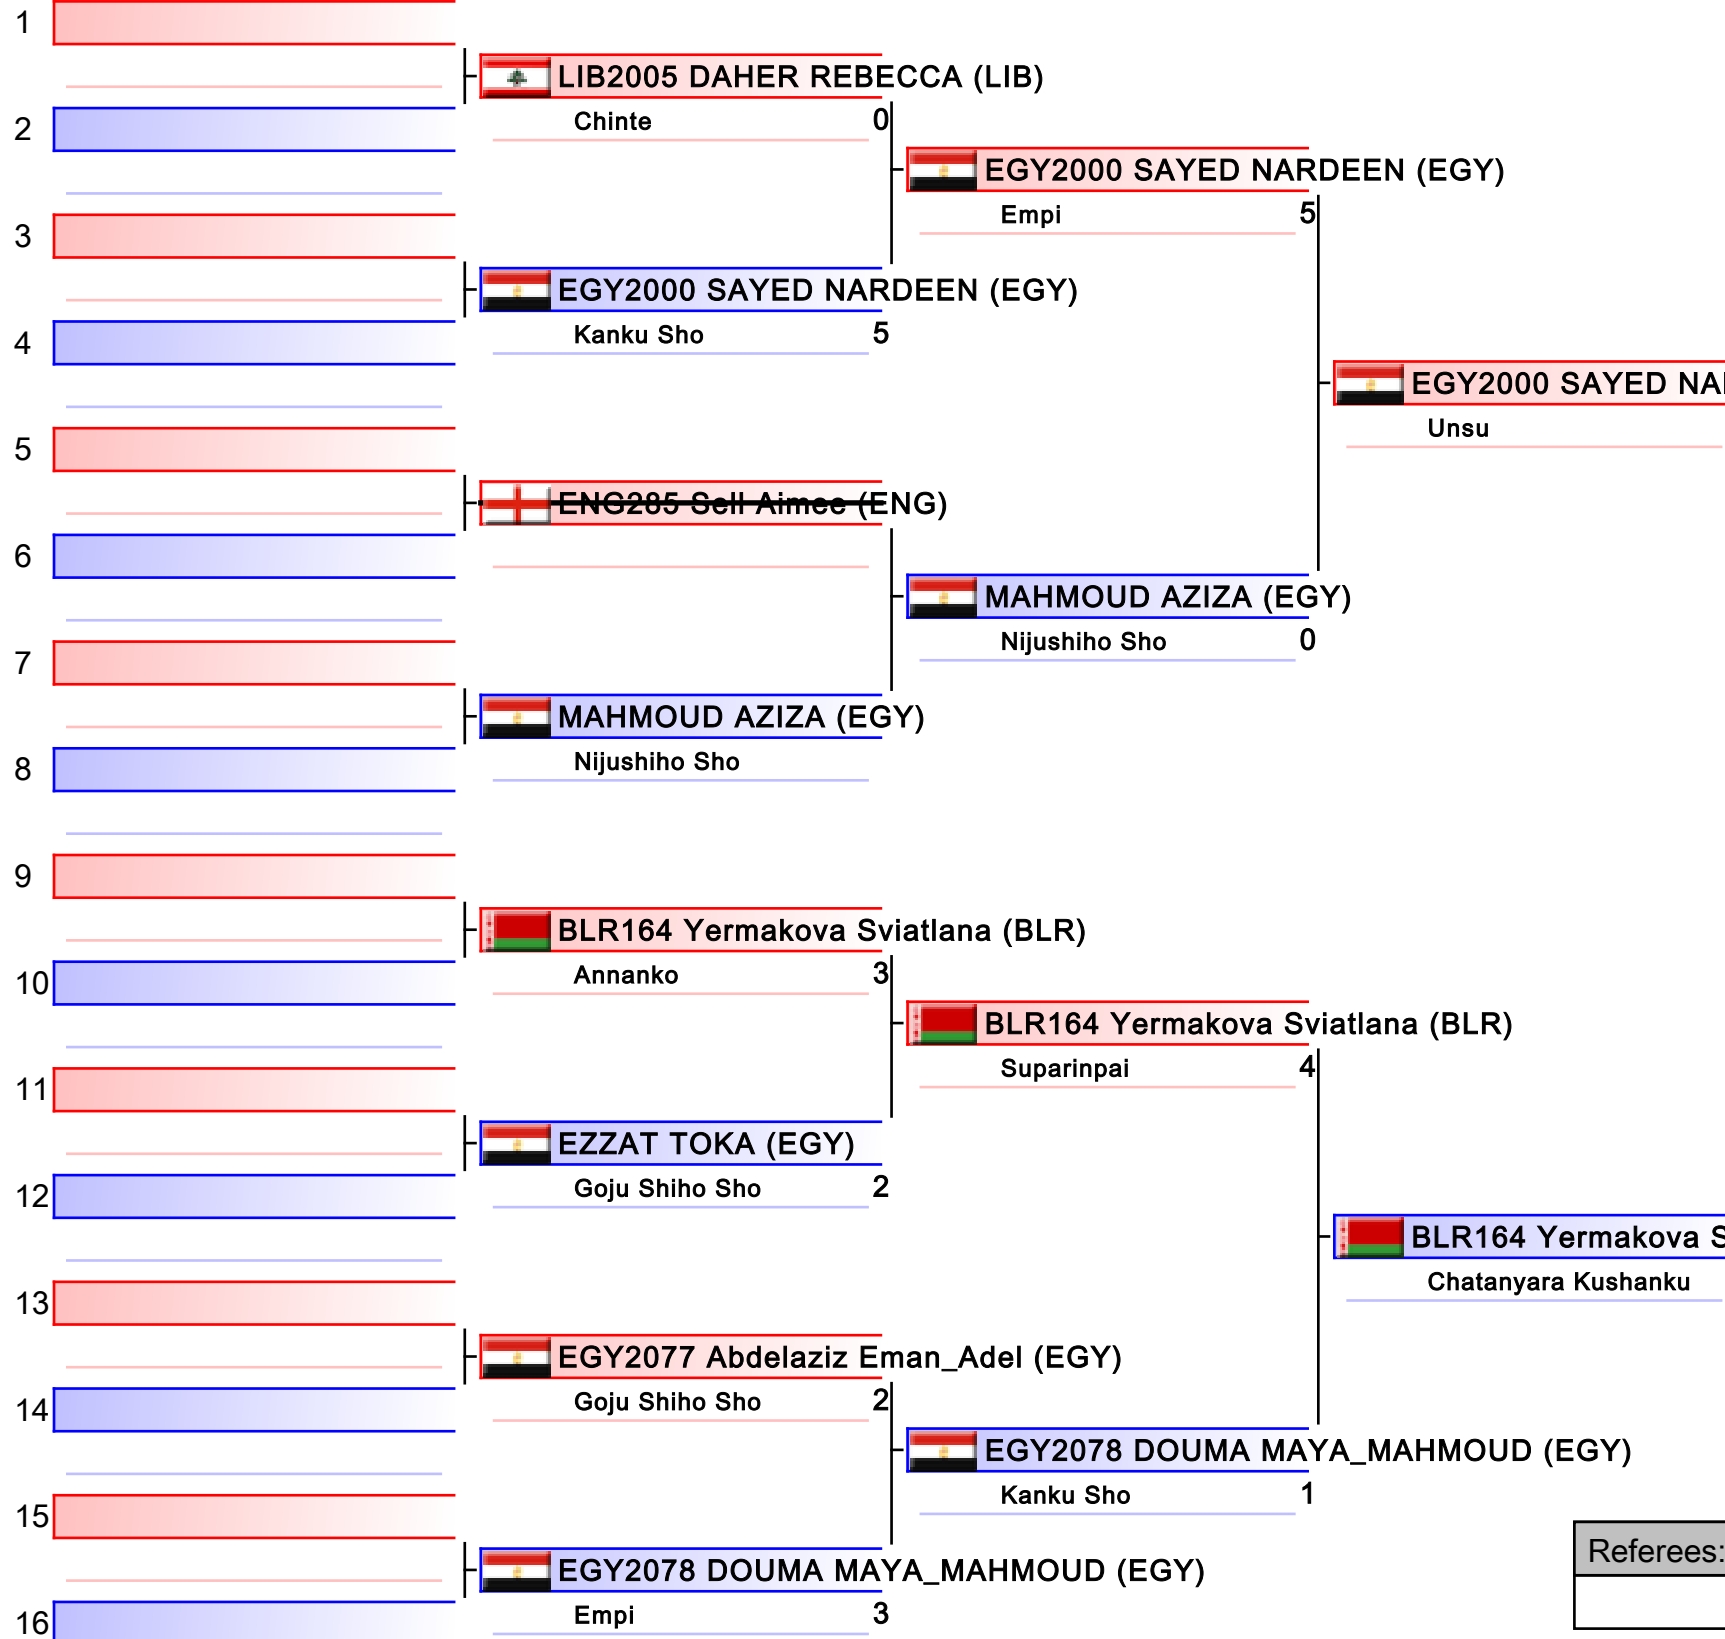 1
LIB2005 DAHER REBECCA (LIB)
Chinte 0
2
EGY2000 SAYED NARDEEN (EGY)
Empi 5
3
EGY2000 SAYED NARDEEN (EGY)
Kanku Sho 5
4
EGY2000 SAYED NA
Unsu
5
ENG285 Sell Aimee (ENG)
6
MAHMOUD AZIZA (EGY)
Nijushiho Sho 0
7
MAHMOUD AZIZA (EGY)
Nijushiho Sho
8
9
BLR164 Yermakova Sviatlana (BLR)
Annanko 3
10
BLR164 Yermakova Sviatlana (BLR)
Suparinpai 4
11
EZZAT TOKA (EGY)
Goju Shiho Sho 2
12
BLR164 Yermakova S
Chatanyara Kushanku
13
EGY2077 Abdelaziz Eman_Adel (EGY)
Goju Shiho Sho 2
14
EGY2078 DOUMA MAYA_MAHMOUD (EGY)
Kanku Sho 1
15
EGY2078 DOUMA MAYA_MAHMOUD (EGY)
Empi 3
16
Referees: